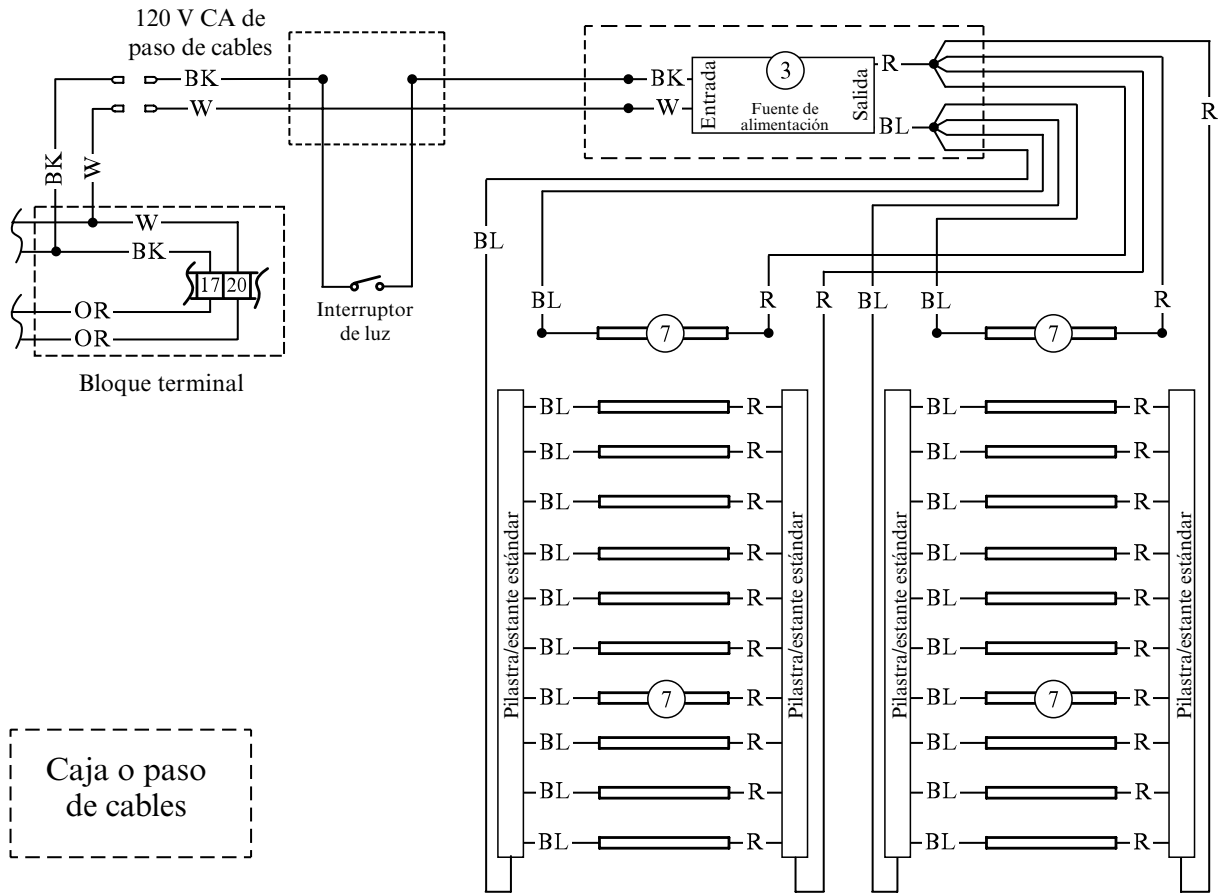 120 V CA de
paso de cables
BK
W
BK
W
BK
W
Entrada
3
Fuente de
alimentación
Salida
R
BL
R
W
BK
17 20
OR
OR
Bloque terminal
Interruptor
de luz
BL
BL
R
R
BL
BL
R
7
7
Pilastra/estante estándar
BL R
BL R
BL R
BL R
BL R
BL R
BL 7 R
BL R
BL R
BL R
Pilastra/estante estándar
Pilastra/estante estándar
BL R
BL R
BL R
BL R
BL R
BL R
BL 7 R
BL R
BL R
BL R
Pilastra/estante estándar
Caja o paso
de cables